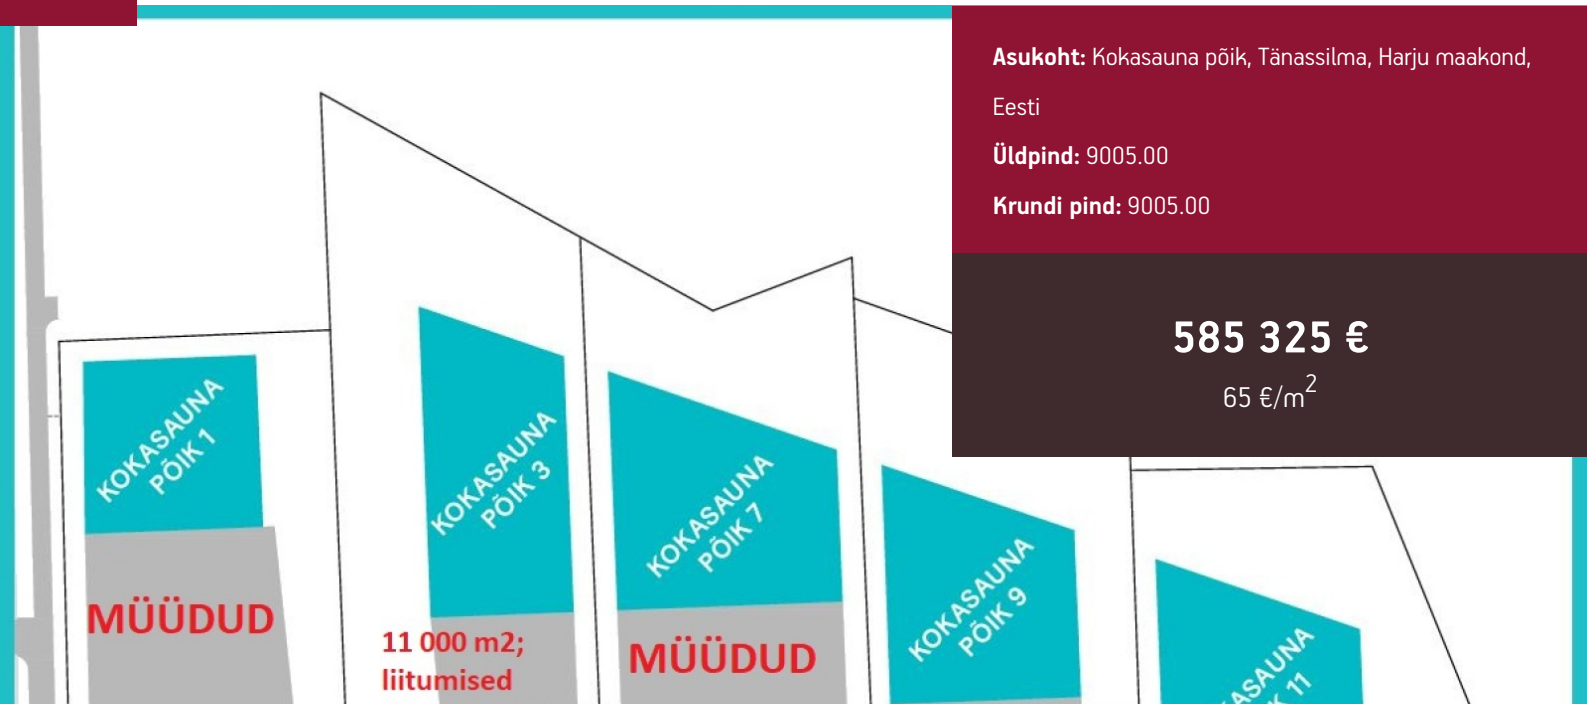 Asukoht: Kokasauna põik, Tänassilma, Harju maakond,
Eesti
Üldpind: 9005.00
Krundi pind: 9005.00
585 325 €
65 €/m²
KOKASAUNA
PÕIK 1
MÜÜDUD
KOKASAUNA
PÕIK 3
11 000 m2;
liitumised
KOKASAUNA
PÕIK 7
MÜÜDUD
KOKASAUNA
PÕIK 9
11